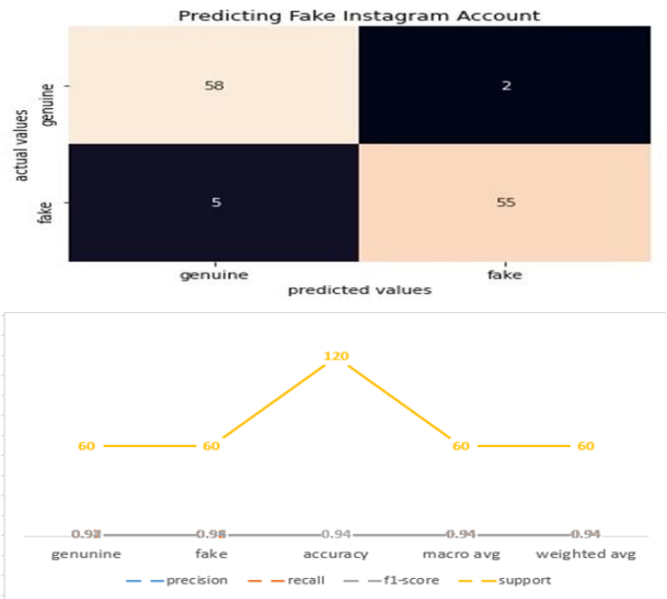 Predicting Fake Instagram Account
actual values
genuine
58
2
fake
5
55
genuine
fake
predicted values
120
60
60
60
60
0.94
0.94
0.94
genunine
fake
accuracy
macro avg
weighted avg
precision
recall
f1-score
support